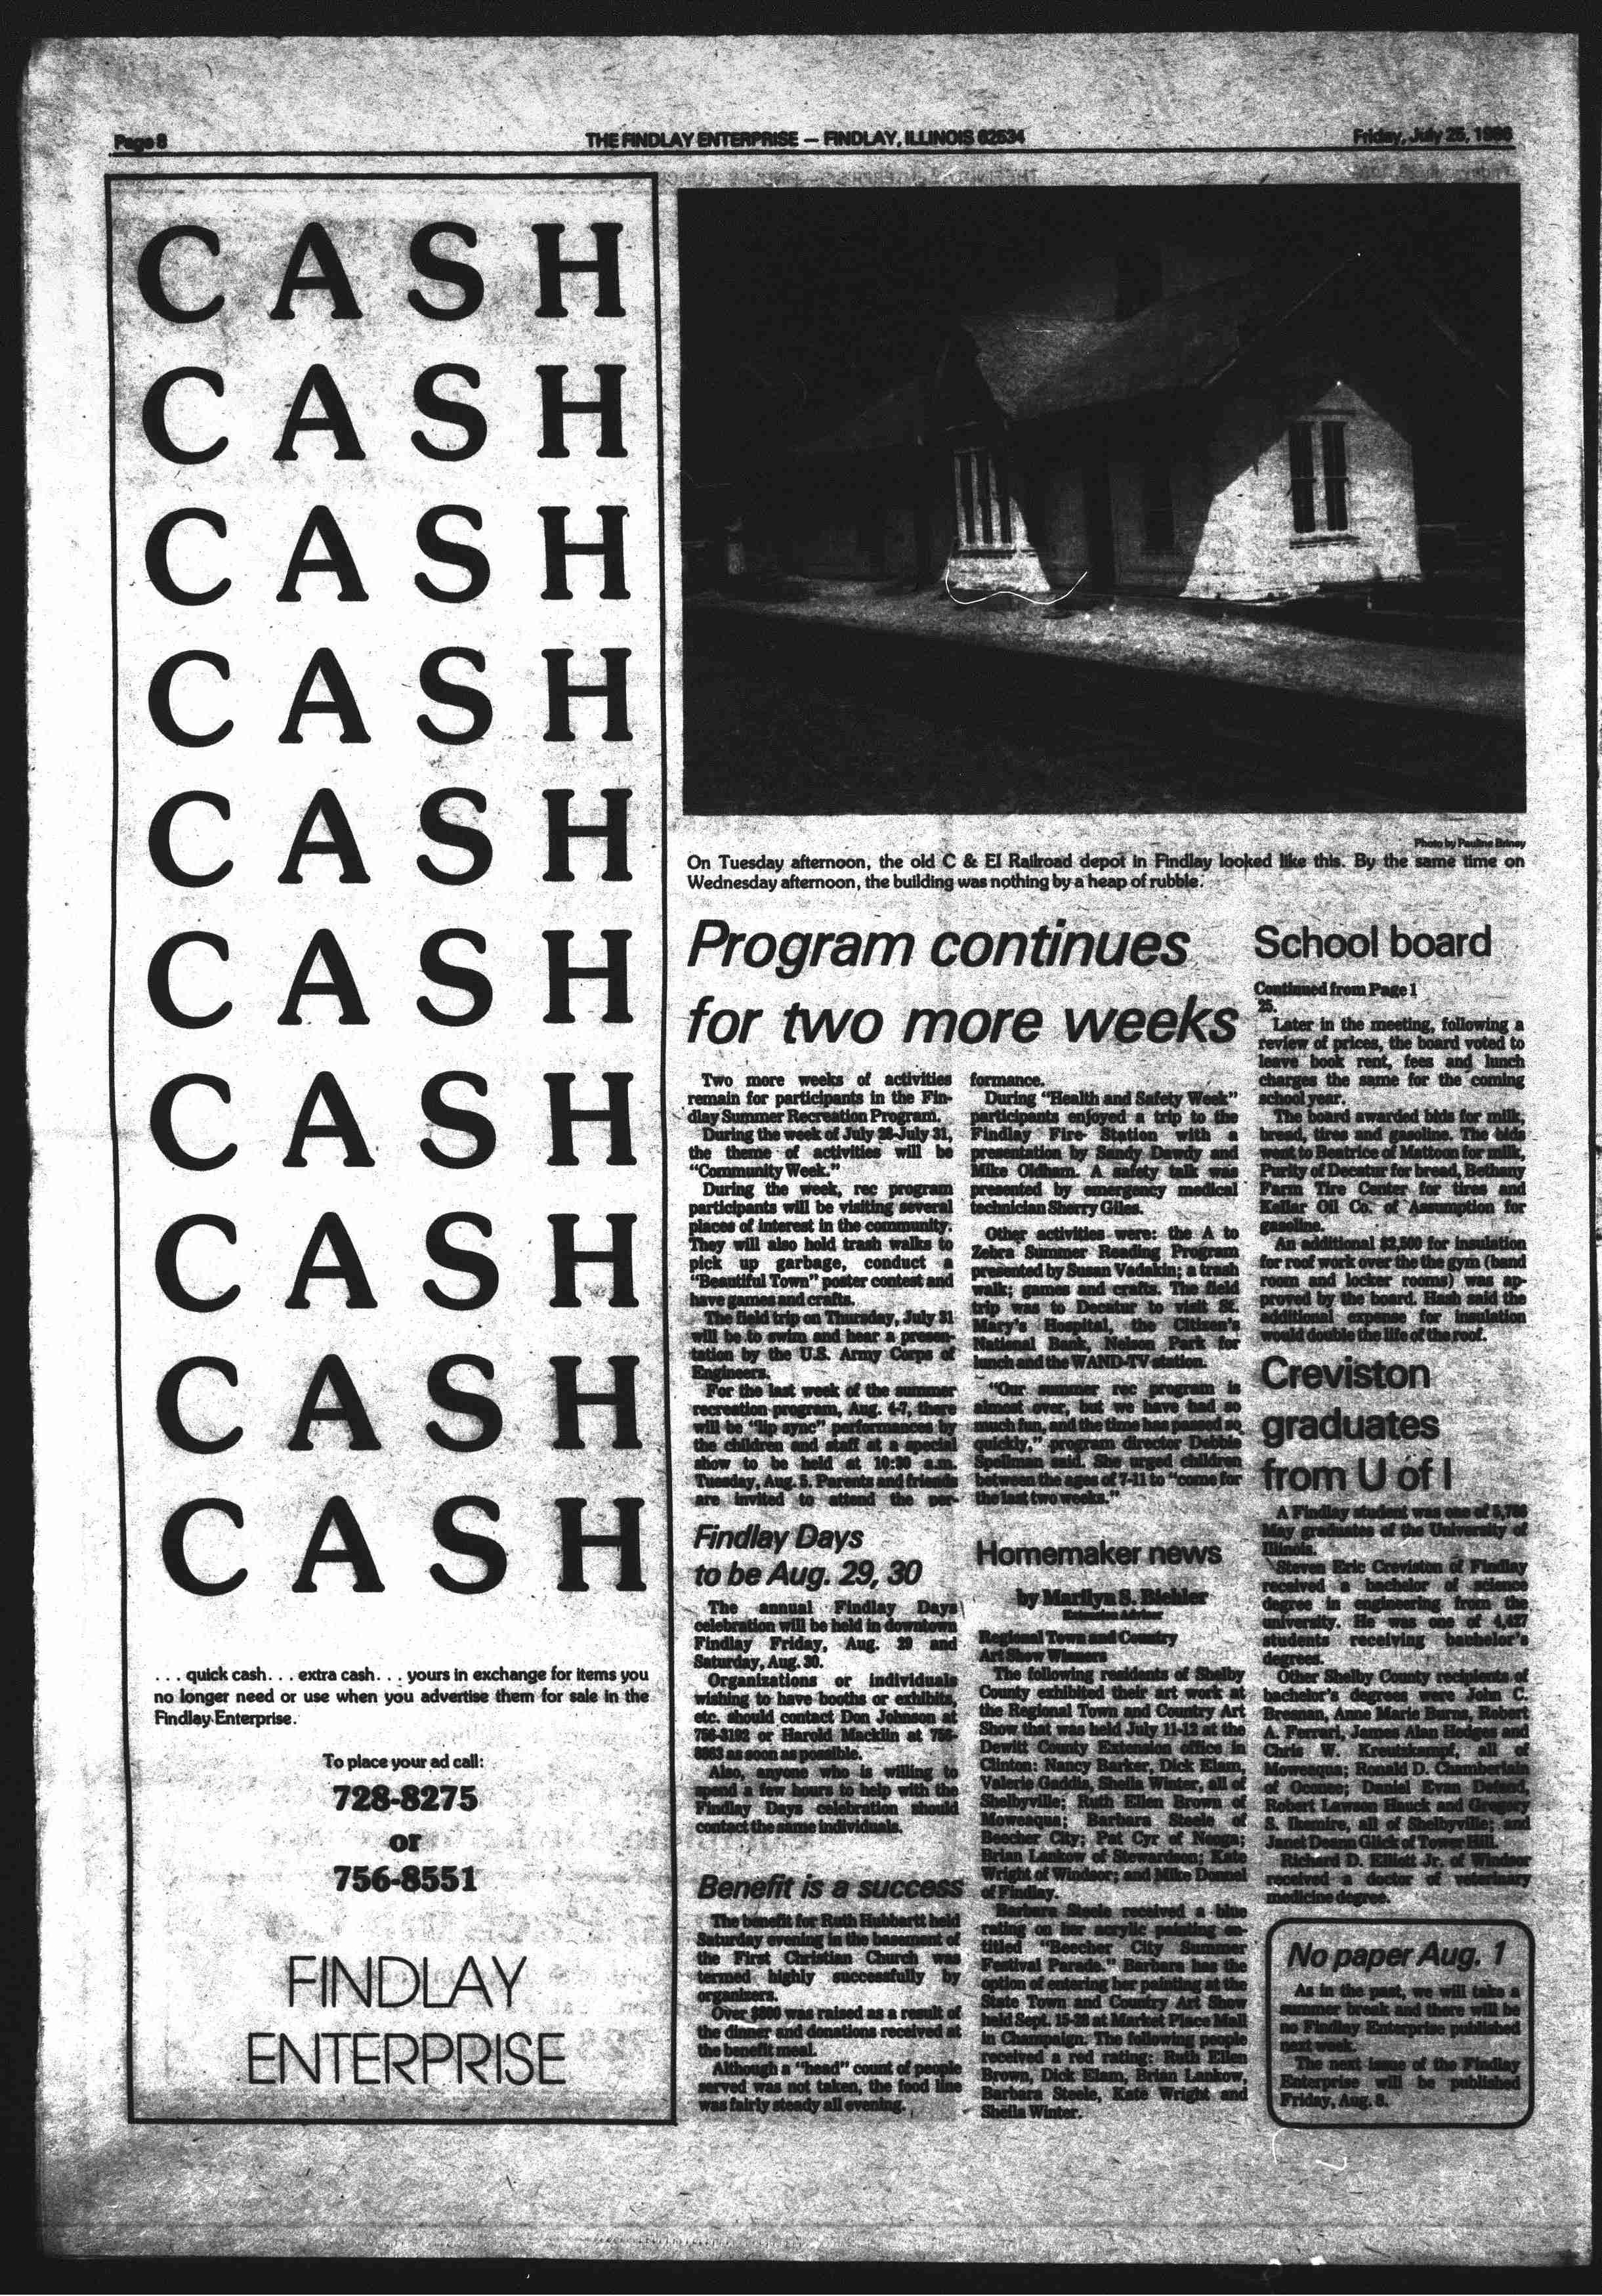 Page 8
THE FINDLAY ENTERPRISE — FINDLAY, ILLINOIS 62534
Friday, July 25, 1986
C A S H
C A S H
C A S H
C A S H
C A S H
C A S H
C A S H
C A S H
C A S H
C A S H
. . . quick cash. . . extra cash. . . yours in exchange for items you
no longer need or use when you advertise them for sale in the
Findlay Enterprise.
To place your ad call:
728-8275
or
756-8551
FINDLAY
ENTERPRISE
Photo by Pauline Briney
On Tuesday afternoon, the old C & EI Railroad depot in Findlay looked like this. By the same time on
Wednesday afternoon, the building was nothing by a heap of rubble.
Program continues
for two more weeks
Two more weeks of activities
remain for participants in the Fin-
dlay Summer Recreation Program.
During the week of July 28-July 31,
the theme of activities will be
"Community Week."
During the week, rec program
participants will be visiting several
places of interest in the community.
They will also hold trash walks to
pick up garbage, conduct a
"Beautiful Town" poster contest and
have games and crafts.
The field trip on Thursday, July 31
will be to swim and hear a presen-
tation by the U.S. Army Corps of
Engineers.
For the last week of the summer
recreation program, Aug. 4-7, there
will be "lip sync" performances by
the children and staff at a special
show to be held at 10:30 a.m.
Tuesday, Aug. 5. Parents and friends
are invited to attend the per-
formance.
During "Health and Safety Week"
participants enjoyed a trip to the
Findlay Fire Station with a
presentation by Sandy Dawdy and
Mike Oldham. A safety talk was
presented by emergency medical
technician Sherry Giles.
Other activities were: the A to
Zebra Summer Reading Program
presented by Susan Vadakin; a trash
walk; games and crafts. The field
trip was to Decatur to visit St.
Mary's Hospital, the Citizen's
National Bank, Nelson Park for
lunch and the WAND-TV station.
"Our summer rec program is
almost over, but we have had so
much fun, and the time has passed so
quickly," program director Debbie
Spellman said. She urged children
between the ages of 7-11 to "come for
the last two weeks."
Findlay Days
to be Aug. 29, 30
The annual Findlay Days
celebration will be held in downtown
Findlay Friday, Aug. 29 and
Saturday, Aug. 30.
Organizations or individuals
wishing to have booths or exhibits,
etc. should contact Don Johnson at
756-3192 or Harold Macklin at 756-
as soon as possible.
Also, anyone who is willing to
spend a few hours to help with the
Findlay Days celebration should
contact the same individuals.
Benefit is a success
The benefit for Ruth Hubbartt held
Saturday evening in the basement of
the First Christian Church was
termed highly successfully by
organizers.
Over $800 was raised as a result of
the dinner and donations received at
the benefit meal.
Although a "head" count of people
served was not taken, the food line
was fairly steady all evening.
Homemaker news
by Marilyn S. Bichler
Extension Adviser
Regional Town and Country
Art Show Winners
The following residents of Shelby
County exhibited their art work at
the Regional Town and Country Art
Show that was held July 11-12 at the
Dewitt County Extension office in
Clinton: Nancy Barker, Dick Elam,
Valerie Gaddis, Sheila Winter, all of
Shelbyville; Ruth Ellen Brown of
Moweaqua; Barbara Steele of
Beecher City; Pat Cyr of Neoga;
Brian Lankow of Stewardson; Kate
Wright of Windsor; and Mike Donnel
of Findlay.
Barbara Steele received a blue
rating on her acrylic painting en-
titled "Beecher City Summer
Festival Parade." Barbara has the
option of entering her painting at the
State Town and Country Art Show
held Sept. 15-28 at Market Place Mall
in Champaign. The following people
received a red rating: Ruth Ellen
Brown, Dick Elam, Brian Lankow,
Barbara Steele, Kate Wright and
Sheila Winter.
School board
Continued from Page 1
25.
Later in the meeting, following a
review of prices, the board voted to
leave book rent, fees and lunch
charges the same for the coming
school year.
The board awarded bids for milk,
bread, tires and gasoline. The bids
went to Beatrice of Mattoon for milk,
Purity of Decatur for bread, Bethany
Farm Tire Center for tires and
Kellar Oil Co. of Assumption for
gasoline.
An additional $2,500 for insulation
for roof work over the the gym (band
room and locker rooms) was ap-
proved by the board. Hash said the
additional expense for insulation
would double the life of the roof.
Creviston
graduates
from U of I
A Findlay student was one of
May graduates of the University of
Illinois.
Steven Eric Creviston of Findlay
received a bachelor of science
degree in engineering from the
university. He was one of 4,427
students receiving bachelor's
degrees.
Other Shelby County recipients of
bachelor's degrees were John C.
Bresnan, Anne Marie Burns, Robert
A. Ferrari, James Alan Hedges and
Chris W. Kreutzkampf, all of
Moweaqua; Ronald D. Chamberlain
of Oconee; Daniel Evan Defend,
Robert Lawson Hauck and Gregory
S. Ikemire, all of Shelbyville; and
Janet Deann Glick of Tower Hill.
Richard D. Elliott Jr. of Windsor
received a doctor of veterinary
medicine degree.
No paper Aug. 1
As in the past, we will take a
summer break and there will be
no Findlay Enterprise published
next week.
The next issue of the Findlay
Enterprise will be published
Friday, Aug. 8.